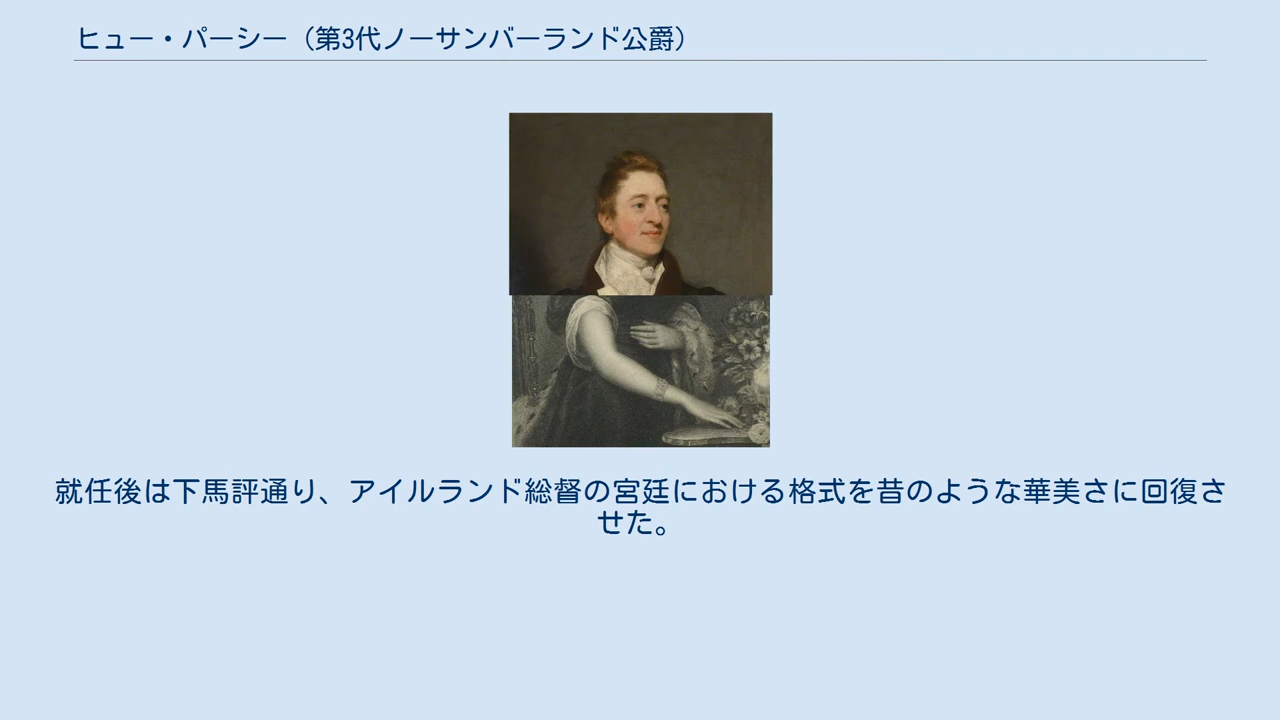 ヒュー・パーシー（第3代ノーサンバーランド公爵）
就任後は下馬評通り、アイルランド総督の宮廷における格式を昔のような華美さに回復さ
せた。